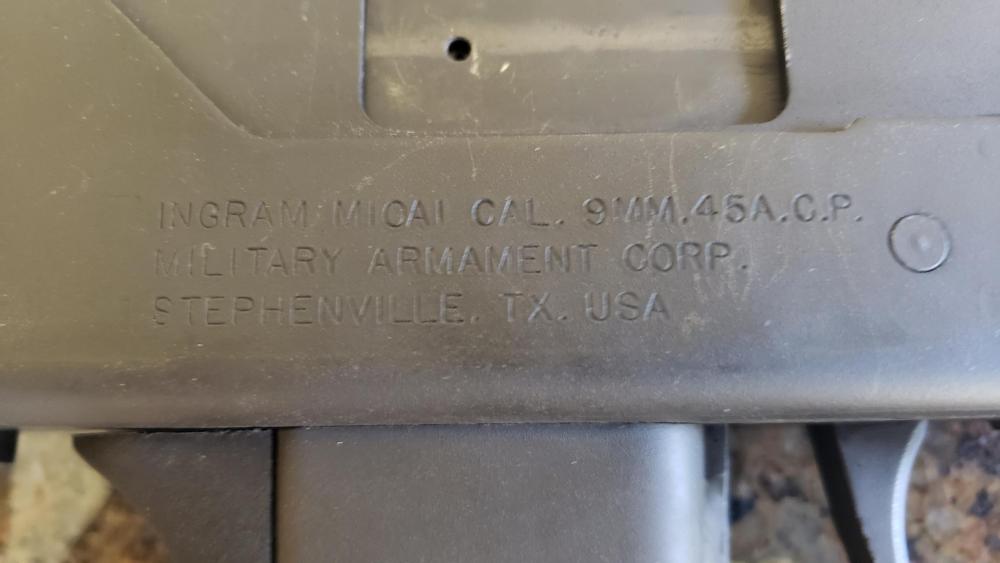 INGRAM MICAI CAL. 9MM.45A.C.P.
MILITARY ARMAMENT CORP.
STEPHENVILLE. TX. USA